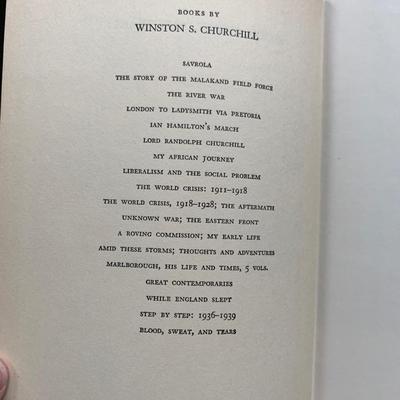 BOOKS BY
WINSTON S. CHURCHILL
SAVROLA
THE STORY OF THE MALAKAND FIELD FORCE
THE RIVER WAR
LONDON TO LADYSMITH VIA PRETORIA
IAN HAMILTON'S MARCH
LORD RANDOLPH CHURCHILL
MY AFRICAN JOURNEY
LIBERALISM AND THE SOCIAL PROBLEM
THE WORLD CRISIS: 1911–1918
THE WORLD CRISIS, 1918–1928; THE AFTERMATH
UNKNOWN WAR; THE EASTERN FRONT
A ROVING COMMISSION; MY EARLY LIFE
AMID THESE STORMS; THOUGHTS AND ADVENTURES
MARLBOROUGH, HIS LIFE AND TIMES, 5 VOLS.
GREAT CONTEMPORARIES
WHILE ENGLAND SLEPT
STEP BY STEP: 1936–1939
BLOOD, SWEAT, AND TEARS